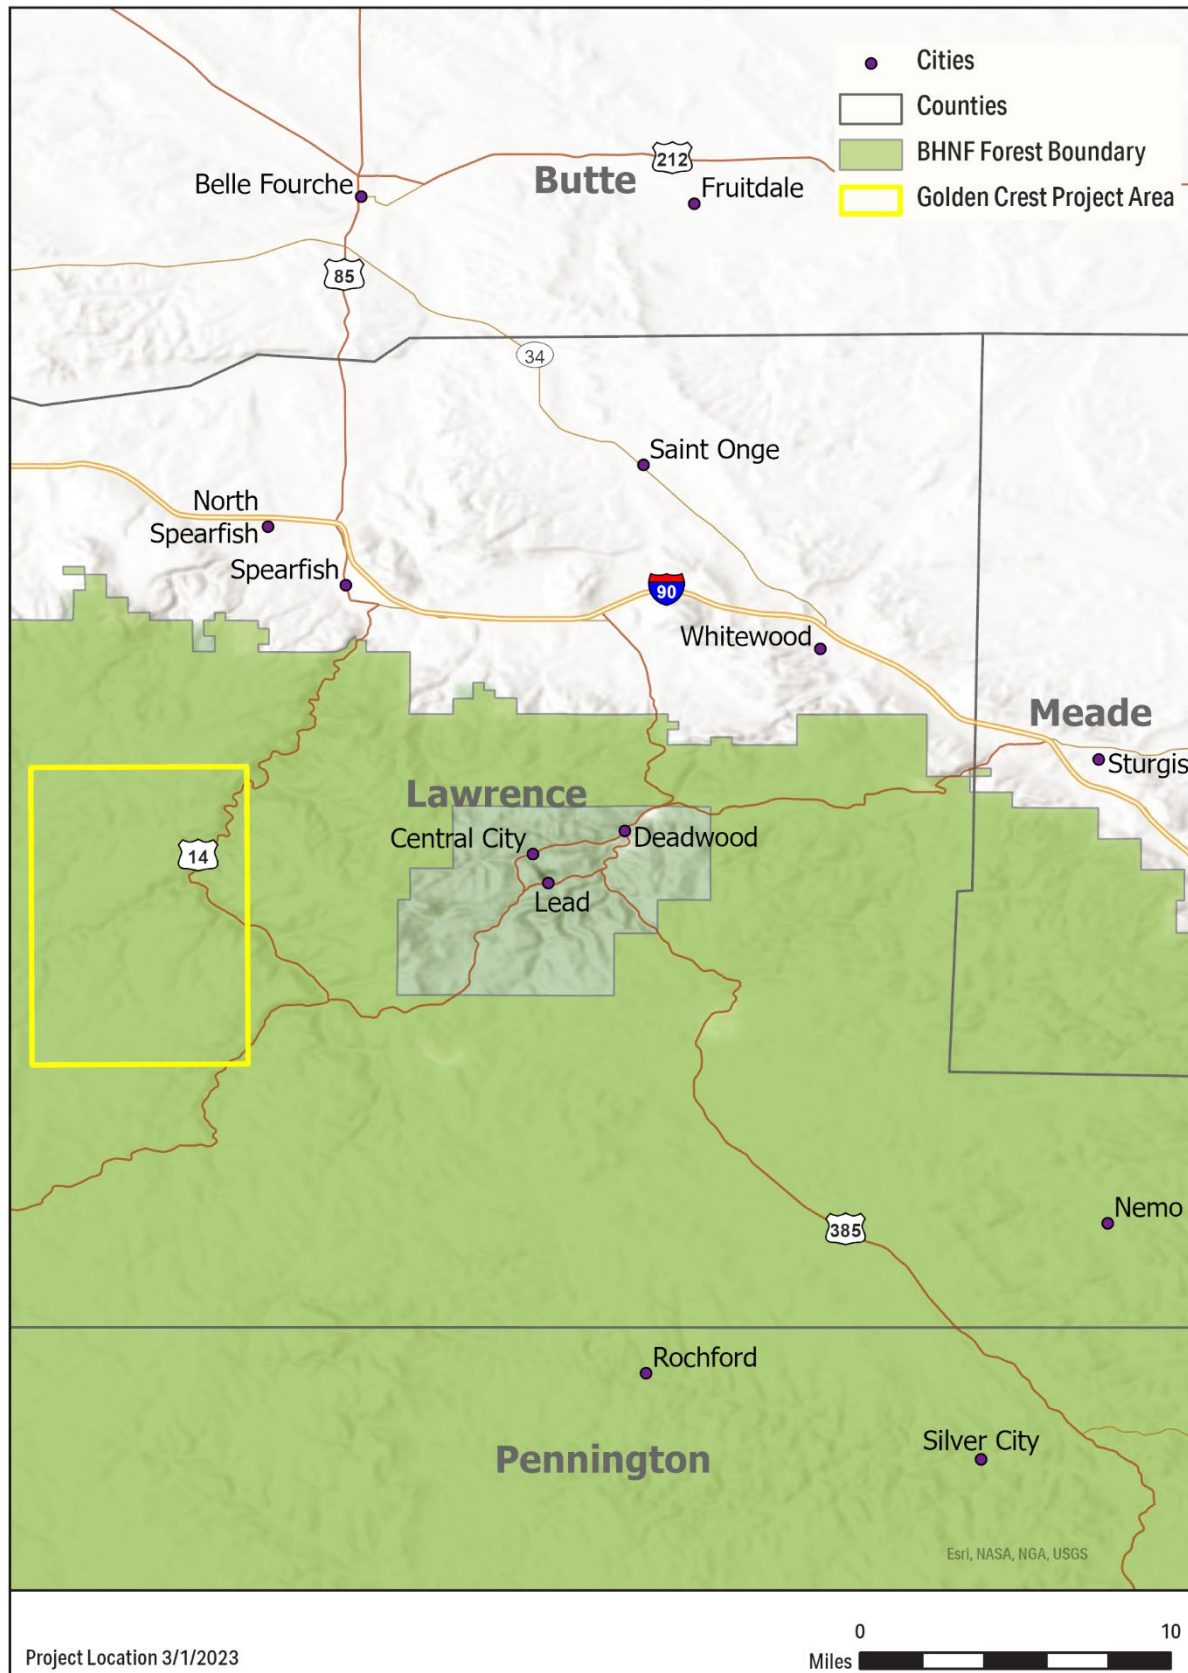 Cities
Counties
BHNF Forest Boundary
Golden Crest Project Area
212
Butte
Belle Fourche
Fruitdale
85
34
Saint Onge
North
Spearfish
Spearfish
90
Whitewood
Meade
Sturgis
Lawrence
Central City
Deadwood
14
Lead
Nemo
385
Rochford
Silver City
Pennington
Esri, NASA, NGA, USGS
0
10
Project Location 3/1/2023
Miles